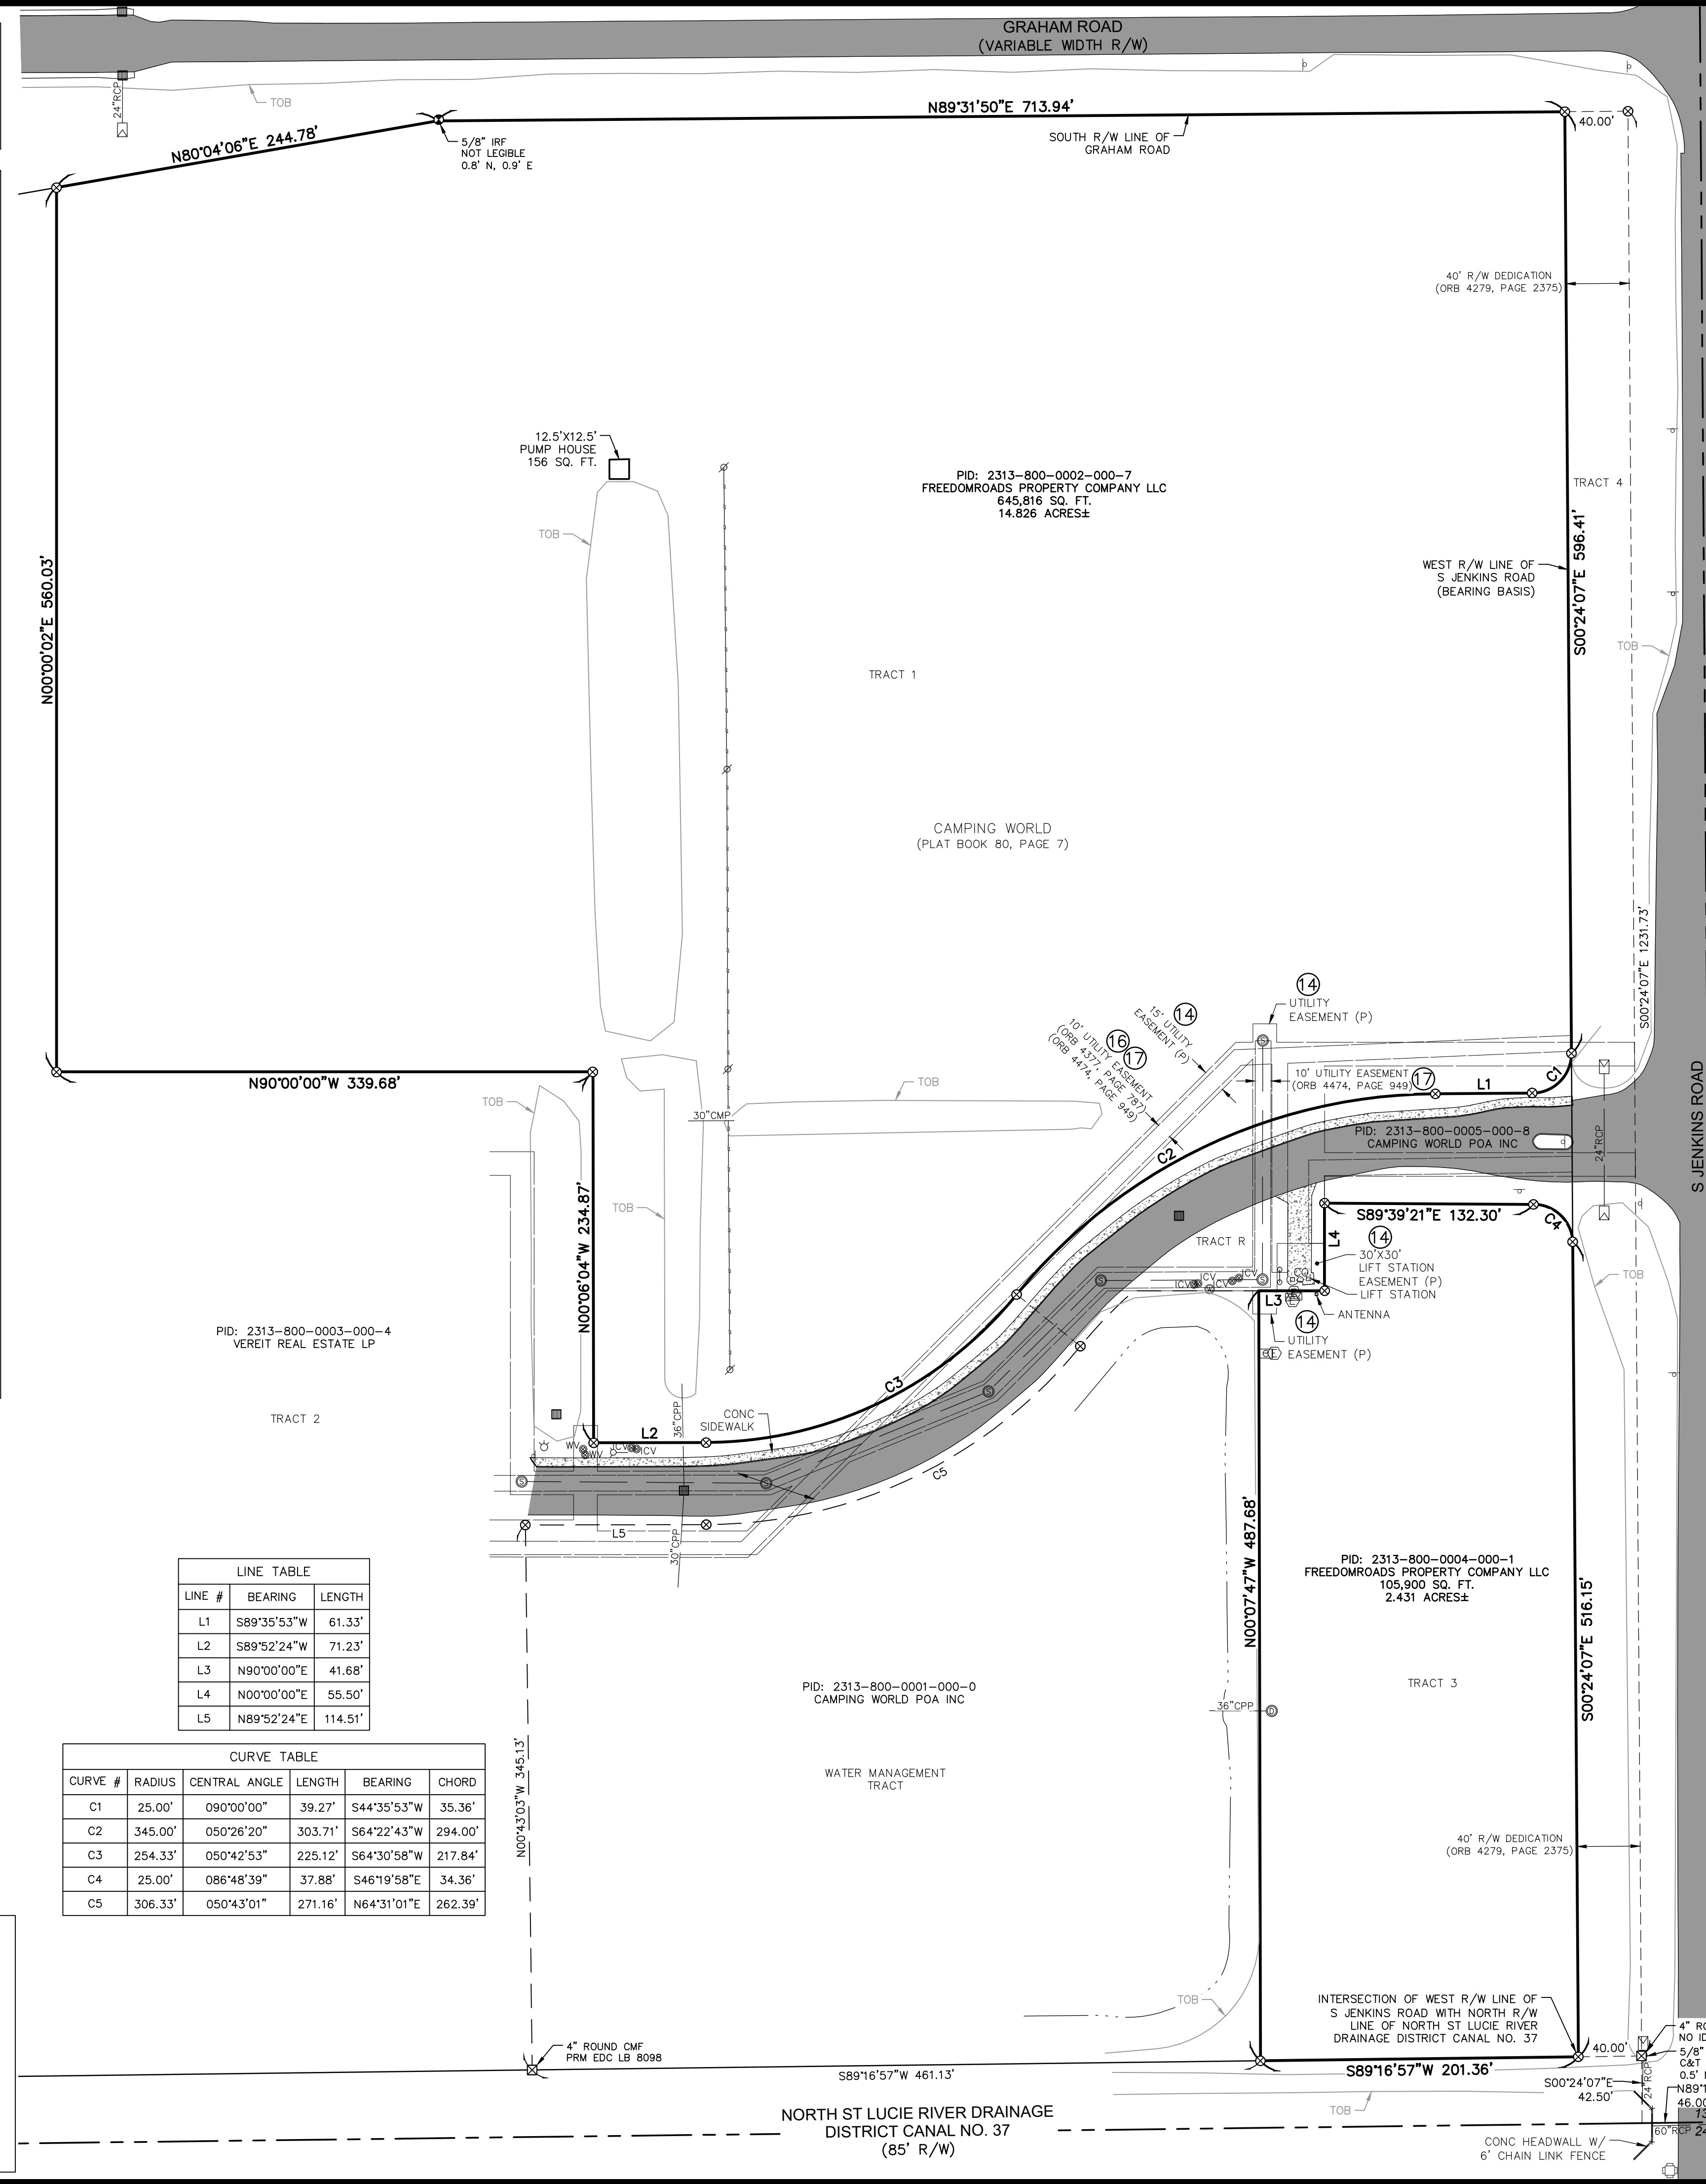 GRAHAM ROAD
(VARIABLE WIDTH R/W)
24"RCP
TOB
N80°04'06"E 244.78'
5/8" IRF
NOT LEGIBLE
0.8' N, 0.9' E
N89°31'50"E 713.94'
SOUTH R/W LINE OF
GRAHAM ROAD
40.00'
40' R/W DEDICATION
(ORB 4279, PAGE 2375)
12.5'X12.5'
PUMP HOUSE
156 SQ. FT.
TOB
PID: 2313-800-0002-000-7
FREEDOMROADS PROPERTY COMPANY LLC
645,816 SQ. FT.
14.826 ACRES±
TRACT 4
WEST R/W LINE OF
S JENKINS ROAD
(BEARING BASIS)
S00°24'07"E 596.41'
N00°00'02"E 560.03'
TOB
TRACT 1
CAMPING WORLD
(PLAT BOOK 80, PAGE 7)
S00°24'07"E 1231.73'
14
UTILITY
EASEMENT (P)
15' UTILITY
EASEMENT (P)
14
10' UTILITY EASEMENT
(ORB 4377, PAGE 787)
(ORB 4474, PAGE 949)
16
17
10' UTILITY EASEMENT
(ORB 4474, PAGE 949)
17
L1
C1
S JENKINS ROAD
N90°00'00"W 339.68'
TOB
TOB
30"CMP
C2
PID: 2313-800-0005-000-8
CAMPING WORLD POA INC
24"RCP
N00°06'04"W 234.87'
TOB
S89°39'21"E 132.30'
C4
TRACT R
L4
14
30'X30'
LIFT STATION
EASEMENT (P)
LIFT STATION
ANTENNA
ICV
ICV
ICV
ICV
CO
S
S
S
S
S
S
L3
14
UTILITY
EASEMENT (P)
E
TOB
PID: 2313-800-0003-000-4
VEREIT REAL ESTATE LP
TRACT 2
C3
CONC
SIDEWALK
L2
36"CPP
WV
WV
ICV
ICV
C5
L5
30"CPP
N00°07'47"W 487.68'
PID: 2313-800-0004-000-1
FREEDOMROADS PROPERTY COMPANY LLC
105,900 SQ. FT.
2.431 ACRES±
S00°24'07"E 516.15'
TRACT 3
36"CPP
D
LINE TABLE
LINE # BEARING LENGTH
L1 S89°35'53"W 61.33'
L2 S89°52'24"W 71.23'
L3 N90°00'00"E 41.68'
L4 N00°00'00"E 55.50'
L5 N89°52'24"E 114.51'
PID: 2313-800-0001-000-0
CAMPING WORLD POA INC
WATER MANAGEMENT
TRACT
N00°43'03"W 345.13'
CURVE TABLE
CURVE # RADIUS CENTRAL ANGLE LENGTH BEARING CHORD
C1 25.00' 090°00'00" 39.27' S44°35'53"W 35.36'
C2 345.00' 050°26'20" 303.71' S64°22'43"W 294.00'
C3 254.33' 050°42'53" 225.12' S64°30'58"W 217.84'
C4 25.00' 086°48'39" 37.88' S46°19'58"E 34.36'
C5 306.33' 050°43'01" 271.16' N64°31'01"E 262.39'
40' R/W DEDICATION
(ORB 4279, PAGE 2375)
TOB
INTERSECTION OF WEST R/W LINE OF
S JENKINS ROAD WITH NORTH R/W
LINE OF NORTH ST LUCIE RIVER
DRAINAGE DISTRICT CANAL NO. 37
40.00'
4" ROUND CMF
PRM EDC LB 8098
S89°16'57"W 461.13'
S89°16'57"W 201.36'
S00°24'07"E
42.50'
24"RCP
5/8"
C&T
46.00
60"RCP
TOB
NORTH ST LUCIE RIVER DRAINAGE
DISTRICT CANAL NO. 37
(85' R/W)
CONC HEADWALL W/
6' CHAIN LINK FENCE